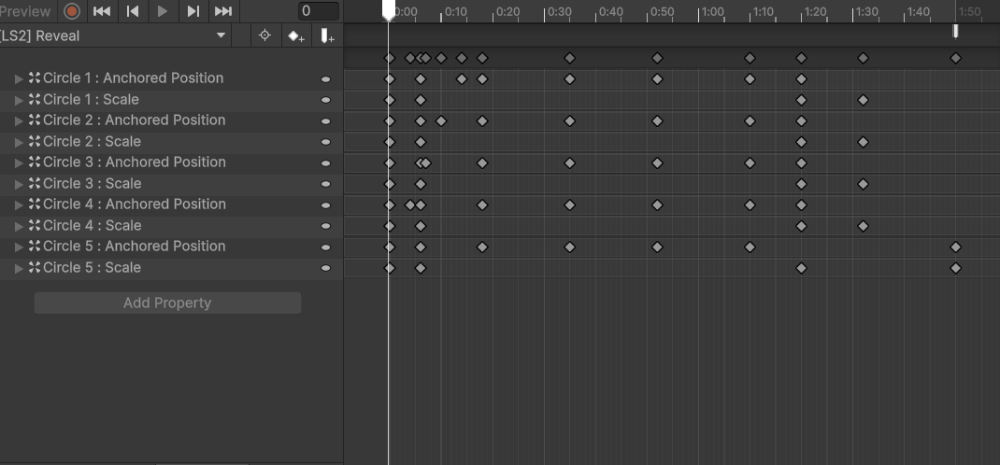 Preview 0 0:00 0:10 0:20 0:30 0:40 0:50 1:00 1:10 1:20 1:30 1:40 1:50
[LS2] Reveal
Circle 1 : Anchored Position
Circle 1 : Scale
Circle 2 : Anchored Position
Circle 2 : Scale
Circle 3 : Anchored Position
Circle 3 : Scale
Circle 4 : Anchored Position
Circle 4 : Scale
Circle 5 : Anchored Position
Circle 5 : Scale
Add Property